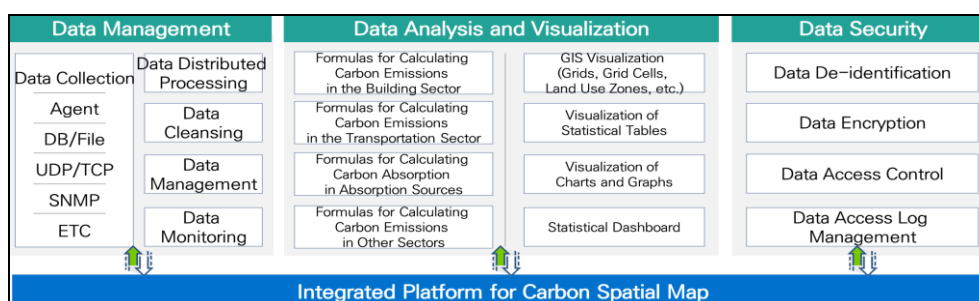 Data Management
Data Collection
Agent
DB/File
UDP/TCP
SNMP
ETC
Data Distributed
Processing
Data
Cleansing
Data
Management
Data
Monitoring
Data Analysis and Visualization
Formulas for Calculating
Carbon Emissions
in the Building Sector
Formulas for Calculating
Carbon Emissions
in the Transportation Sector
Formulas for Calculating
Carbon Absorption
in Absorption Sources
Formulas for Calculating
Carbon Emissions
in Other Sectors
GIS Visualization
(Grids, Grid Cells,
Land Use Zones, etc.)
Visualization of
Statistical Tables
Visualization of
Charts and Graphs
Statistical Dashboard
Data Security
Data De-identification
Data Encryption
Data Access Control
Data Access Log
Management
Integrated Platform for Carbon Spatial Map